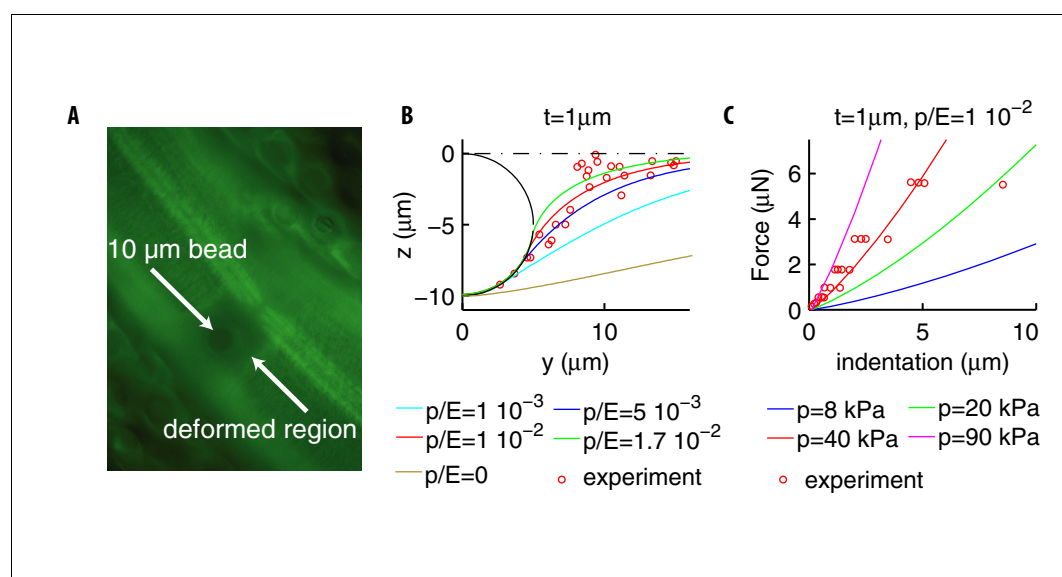 A
10 µm bead
deformed region
B
t=1µm
0
−5
−10
z (µm)
0
10
y (µm)
p/E=1 10⁻³
p/E=5 10⁻³
p/E=1 10⁻²
p/E=1.7 10⁻²
p/E=0
experiment
C
t=1µm, p/E=1 10⁻²
6
4
2
0
Force (µN)
0
5
10
indentation (µm)
p=8 kPa
p=20 kPa
p=40 kPa
p=90 kPa
experiment